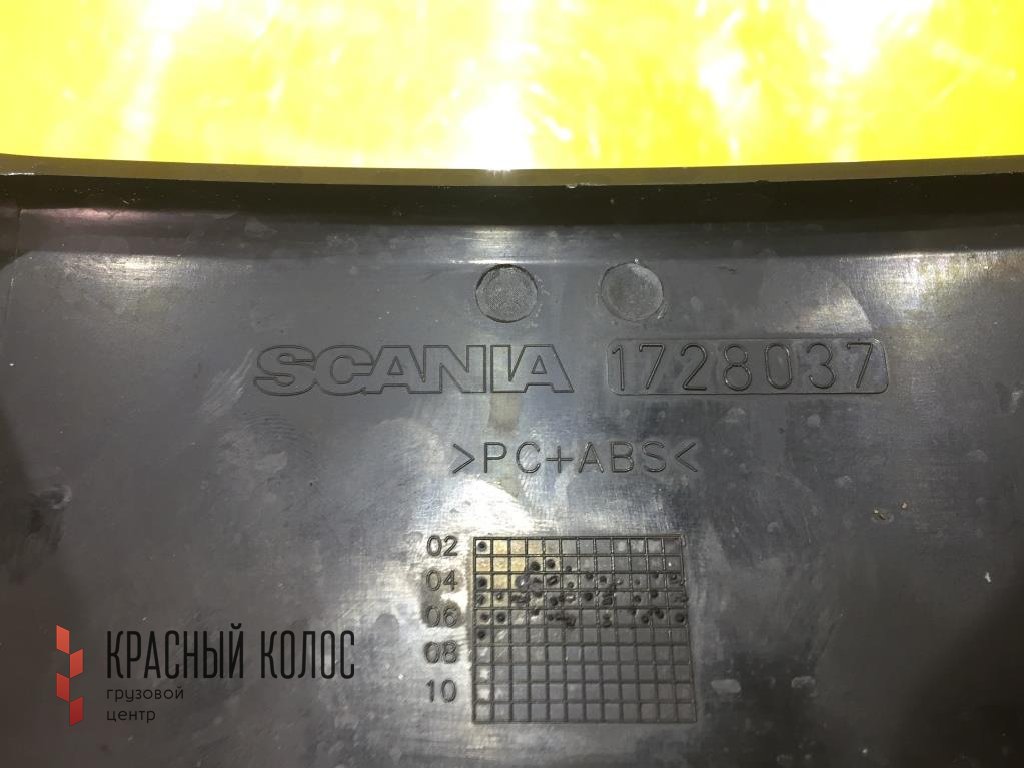 SCANIA 1728037
>PC+ABS<
02
04
06
08
10
КРАСНЫЙ КОЛОС
грузовой
центр